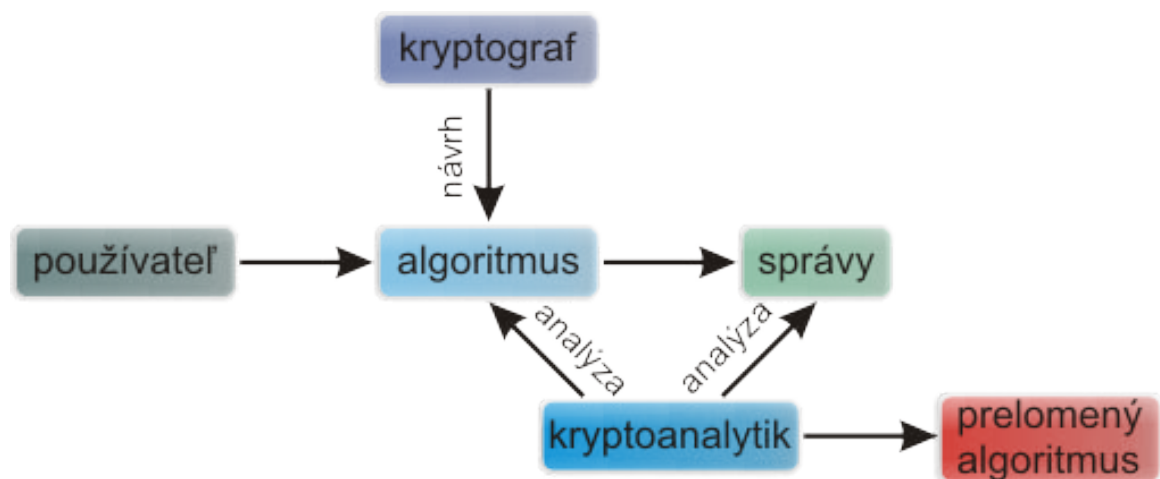 kryptograf
návrh
používateľ
algoritmus
správy
analýza
analýza
kryptoanalytik
prelomený
algoritmus